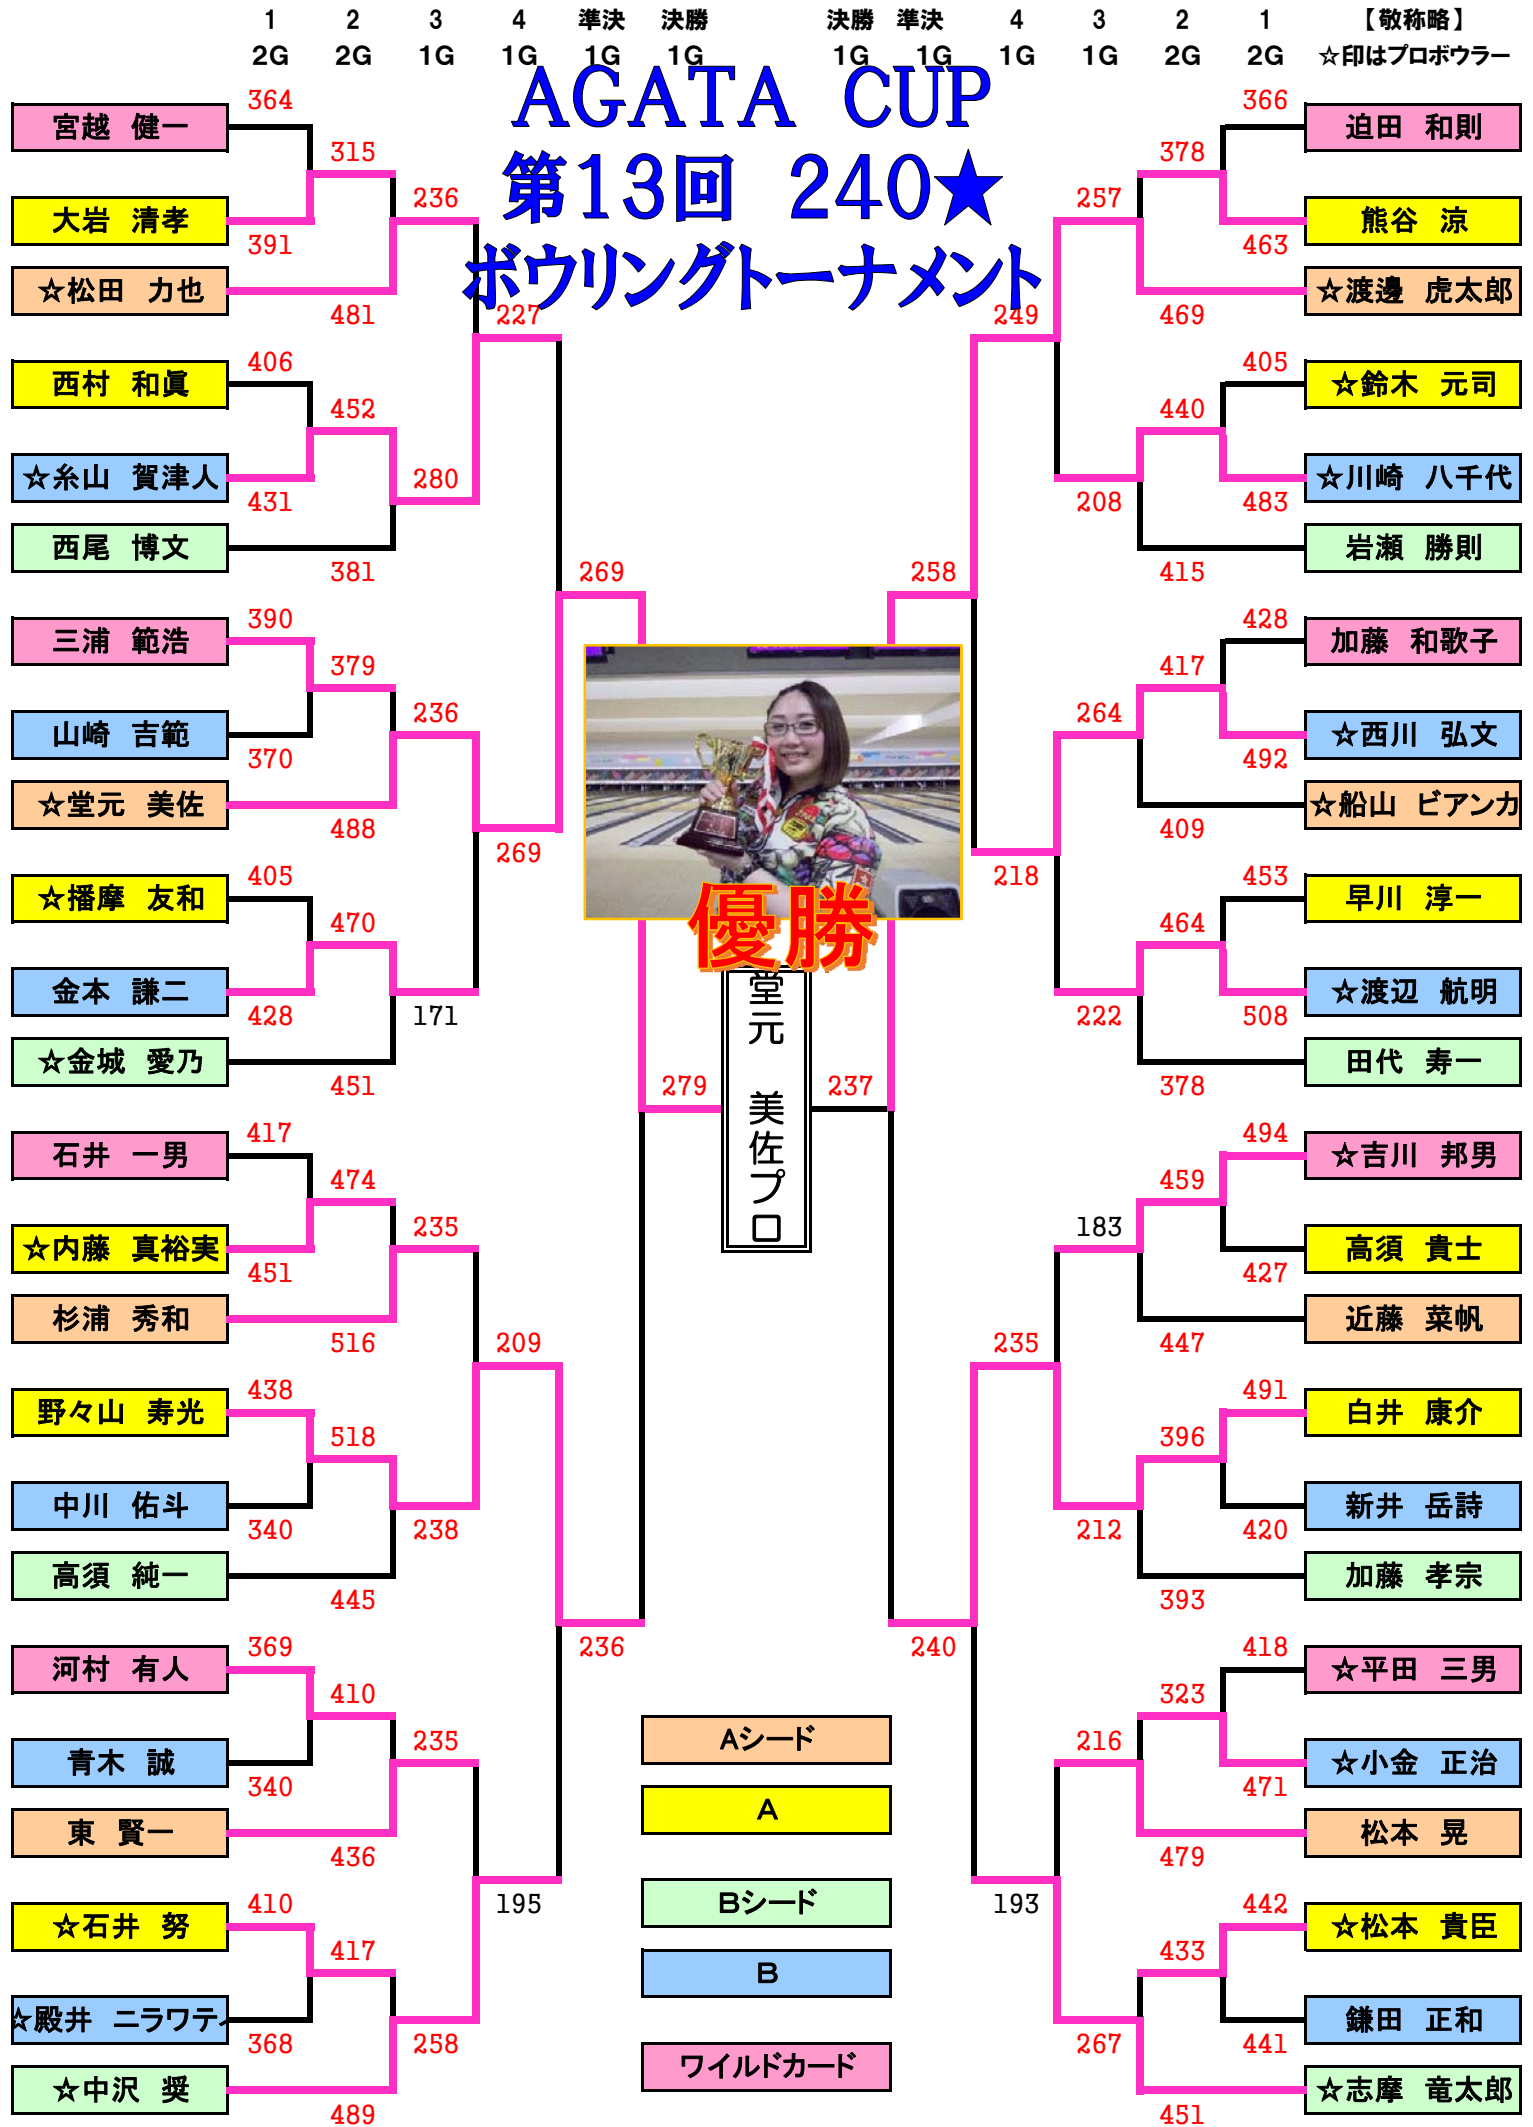 1 2 3 4 準決 決勝 決勝 準決 4 3 2 1 【敬称略】
2G 2G 1G 1G 1G 1G 1G 1G 1G 1G 2G 2G ☆印はプロボウラー
AGATA CUP
第13回 240★
ボウリングトーナメント
364
宮越 健一
315
大岩 清孝
391
236
☆松田 力也
481
227
406
西村 和眞
452
☆糸山 賀津人
431
280
西尾 博文
381
269
390
三浦 範浩
379
山崎 吉範
370
236
☆堂元 美佐
488
269
405
☆播摩 友和
470
金本 謙二
428
171
☆金城 愛乃
451
279
417
石井 一男
474
☆内藤 真裕実
451
235
杉浦 秀和
516
209
438
野々山 寿光
518
中川 佑斗
340
238
高須 純一
445
236
369
河村 有人
410
青木 誠
340
235
東 賢一
436
195
410
☆石井 努
417
☆殿井 ニラワティ
368
258
☆中沢 奨
489
優勝
堂元 美佐プロ
Aシード
A
Bシード
B
ワイルドカード
366
迫田 和則
378
熊谷 涼
463
257
☆渡邊 虎太郎
469
249
405
☆鈴木 元司
440
☆川崎 八千代
483
208
岩瀬 勝則
415
258
428
加藤 和歌子
417
☆西川 弘文
492
264
☆船山 ビアンカ
409
218
453
早川 淳一
464
☆渡辺 航明
508
222
田代 寿一
378
237
494
☆吉川 邦男
459
高須 貴士
427
183
近藤 菜帆
447
235
491
白井 康介
396
新井 岳詩
420
212
加藤 孝宗
393
240
418
☆平田 三男
323
☆小金 正治
471
216
松本 晃
479
193
442
☆松本 貴臣
433
鎌田 正和
441
267
☆志摩 竜太郎
451